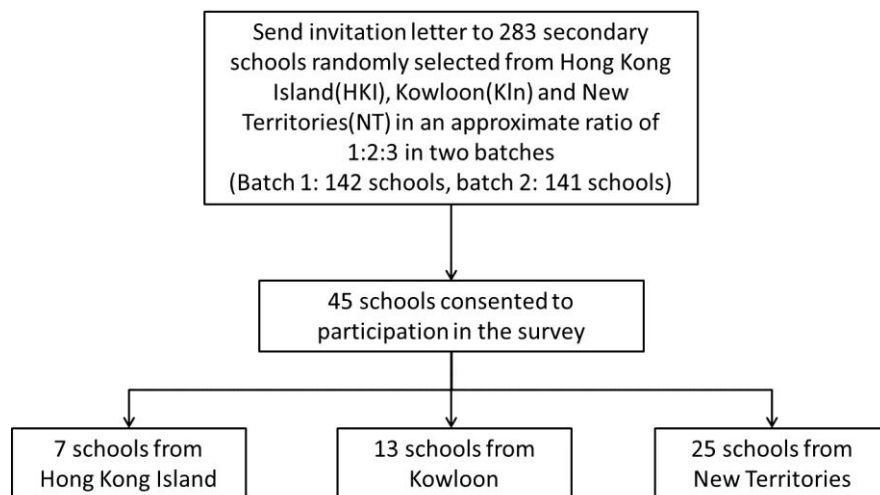 Send invitation letter to 283 secondary
schools randomly selected from Hong Kong
Island(HKI), Kowloon(Kln) and New
Territories(NT) in an approximate ratio of
1:2:3 in two batches
(Batch 1: 142 schools, batch 2: 141 schools)
45 schools consented to
participation in the survey
7 schools from
Hong Kong Island
13 schools from
Kowloon
25 schools from
New Territories